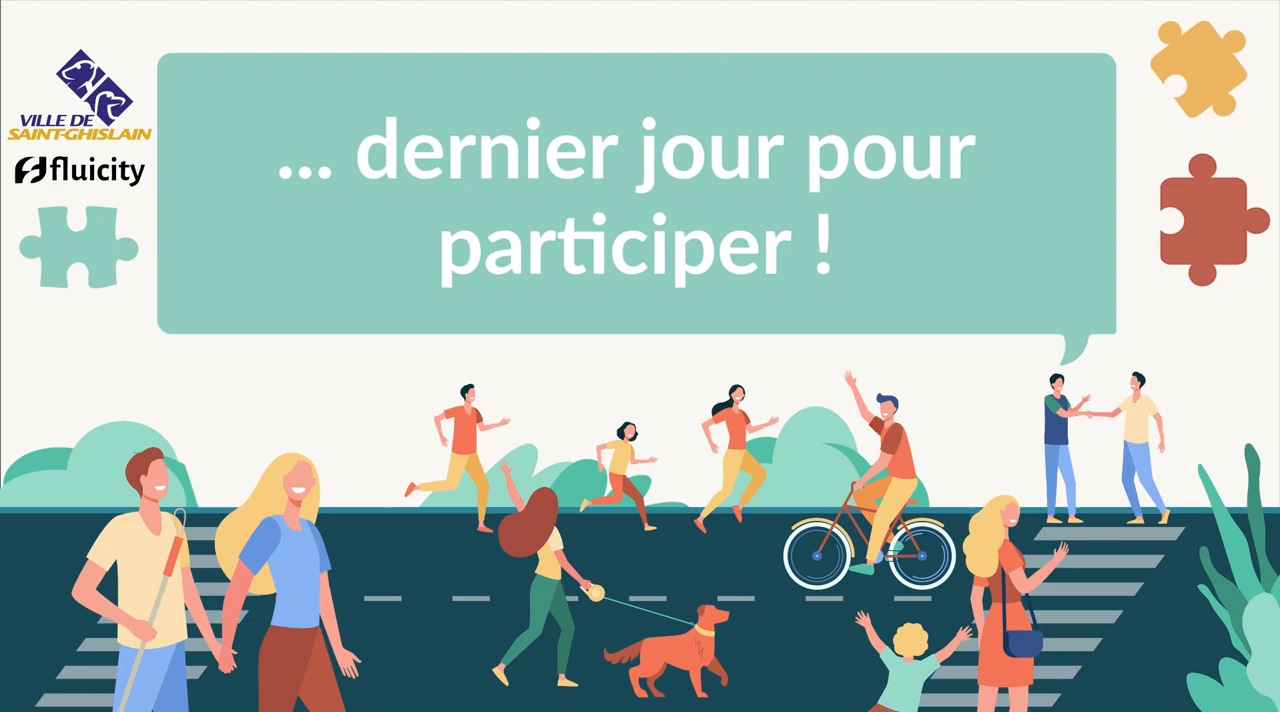 VILLE DE
SAINT-GHISLAIN
fluicity
... dernier jour pour
participer !